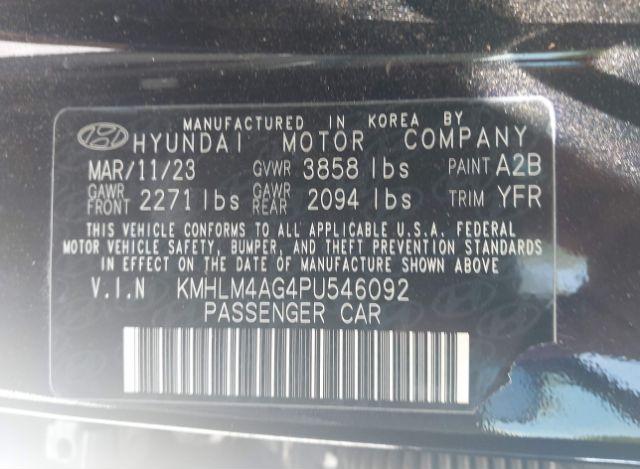 MANUFACTURED IN KOREA BY
HYUNDAI MOTOR COMPANY
MAR/11/23 GVWR 3858 lbs PAINT A2B
GAWR FRONT 2271 lbs GAWR REAR 2094 lbs TRIM YFR
THIS VEHICLE CONFORMS TO ALL APPLICABLE U.S.A. FEDERAL
MOTOR VEHICLE SAFETY, BUMPER, AND THEFT PREVENTION STANDARDS
IN EFFECT ON THE DATE OF MANUFACTURE SHOWN ABOVE
V.I.N KMHLM4AG4PU546092
PASSENGER CAR